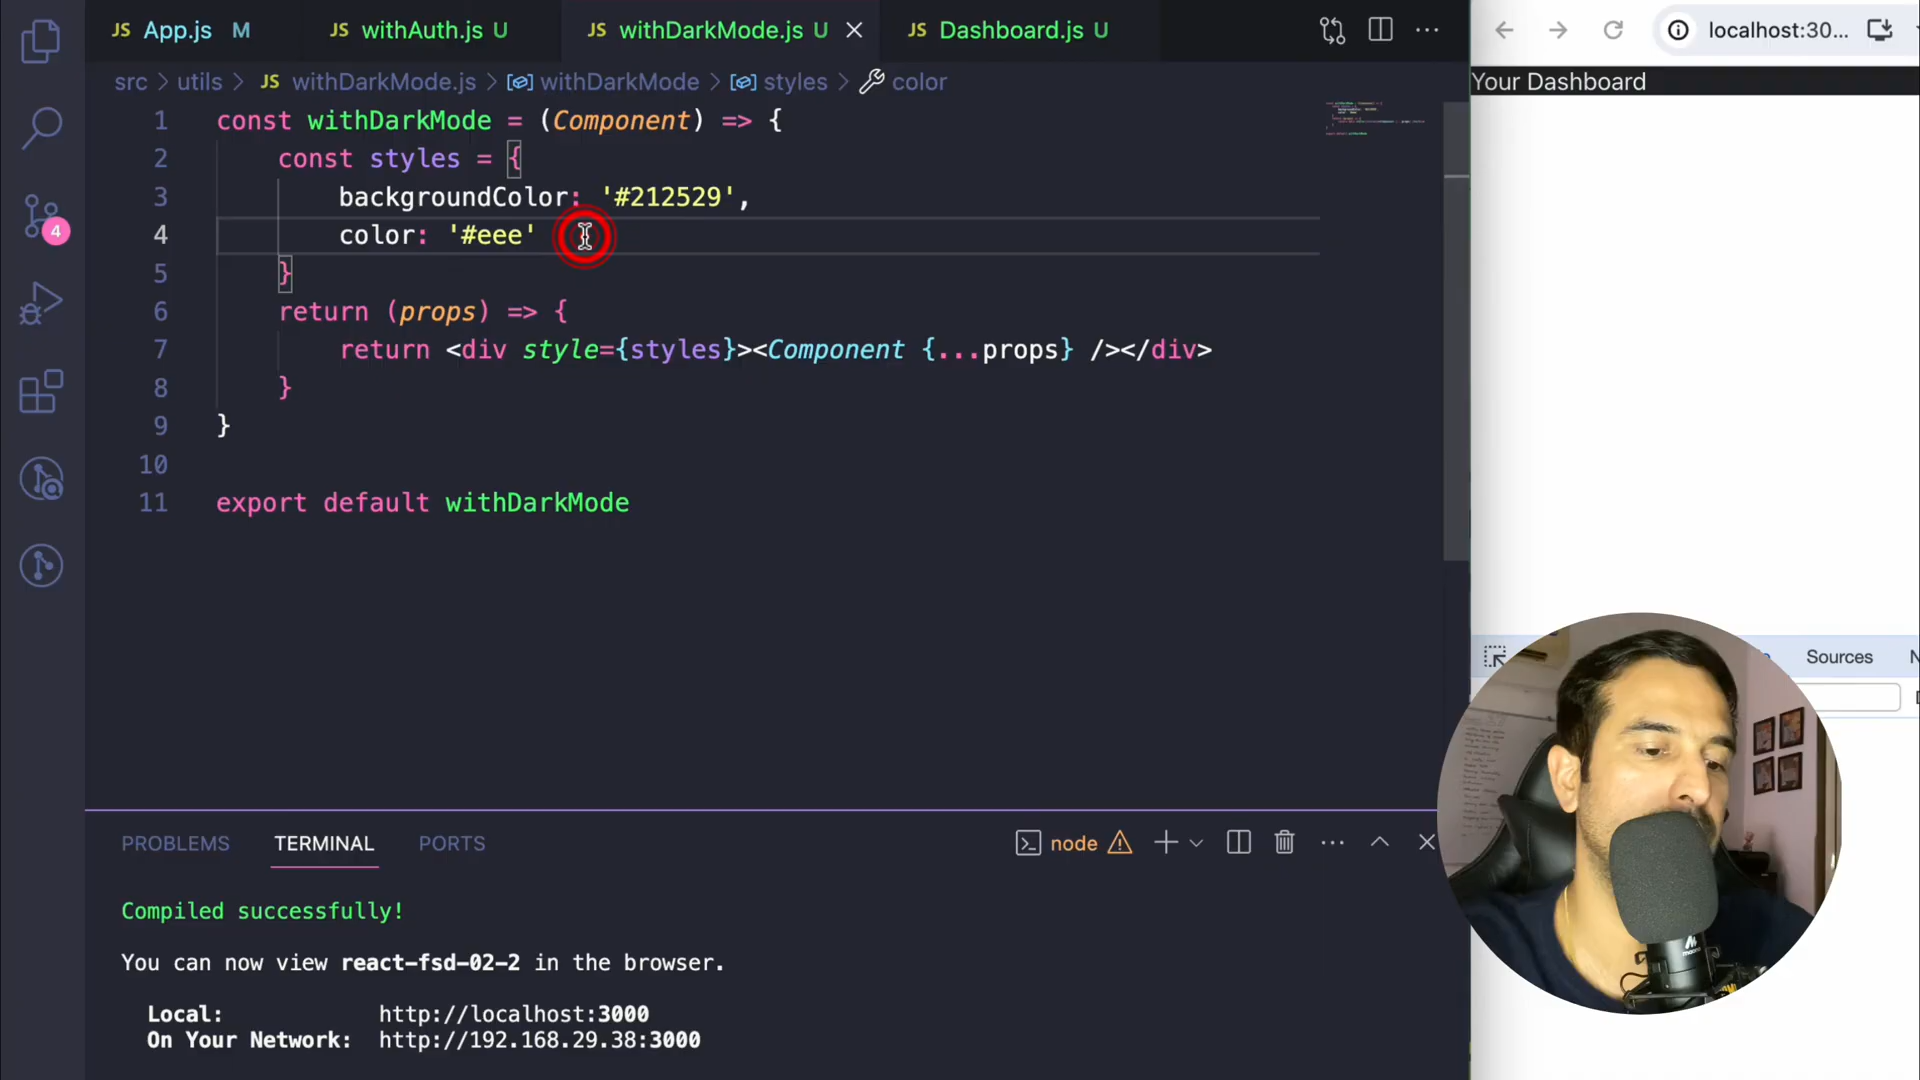 JS App.js M JS withAuth.js U JS withDarkMode.js U JS Dashboard.js U
localhost:30...
src > utils > JS withDarkMode.js > withDarkMode > styles > color
Your Dashboard
1 const withDarkMode = (Component) => {
2 const styles = {
3 backgroundColor: '#212529',
4 color: '#eee'
5 }
6 return (props) => {
7 return <div style={styles}><Component {...props} /></div>
8 }
9 }
10
11 export default withDarkMode
4
Sources
PROBLEMS TERMINAL PORTS
node
Compiled successfully!
You can now view react-fsd-02-2 in the browser.
Local: http://localhost:3000
On Your Network: http://192.168.29.38:3000